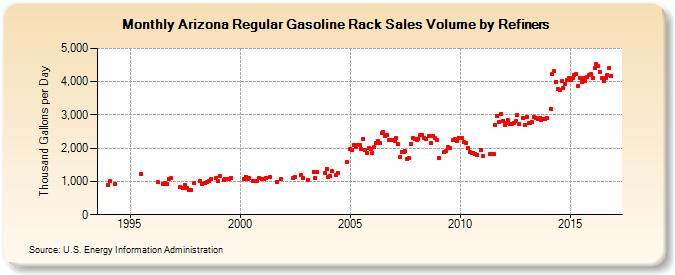 Monthly Arizona Regular Gasoline Rack Sales Volume by Refiners
Thousand Gallons per Day
5,000
4,000
3,000
2,000
1,000
0
1995 2000 2005 2010 2015
Source: U.S. Energy Information Administration